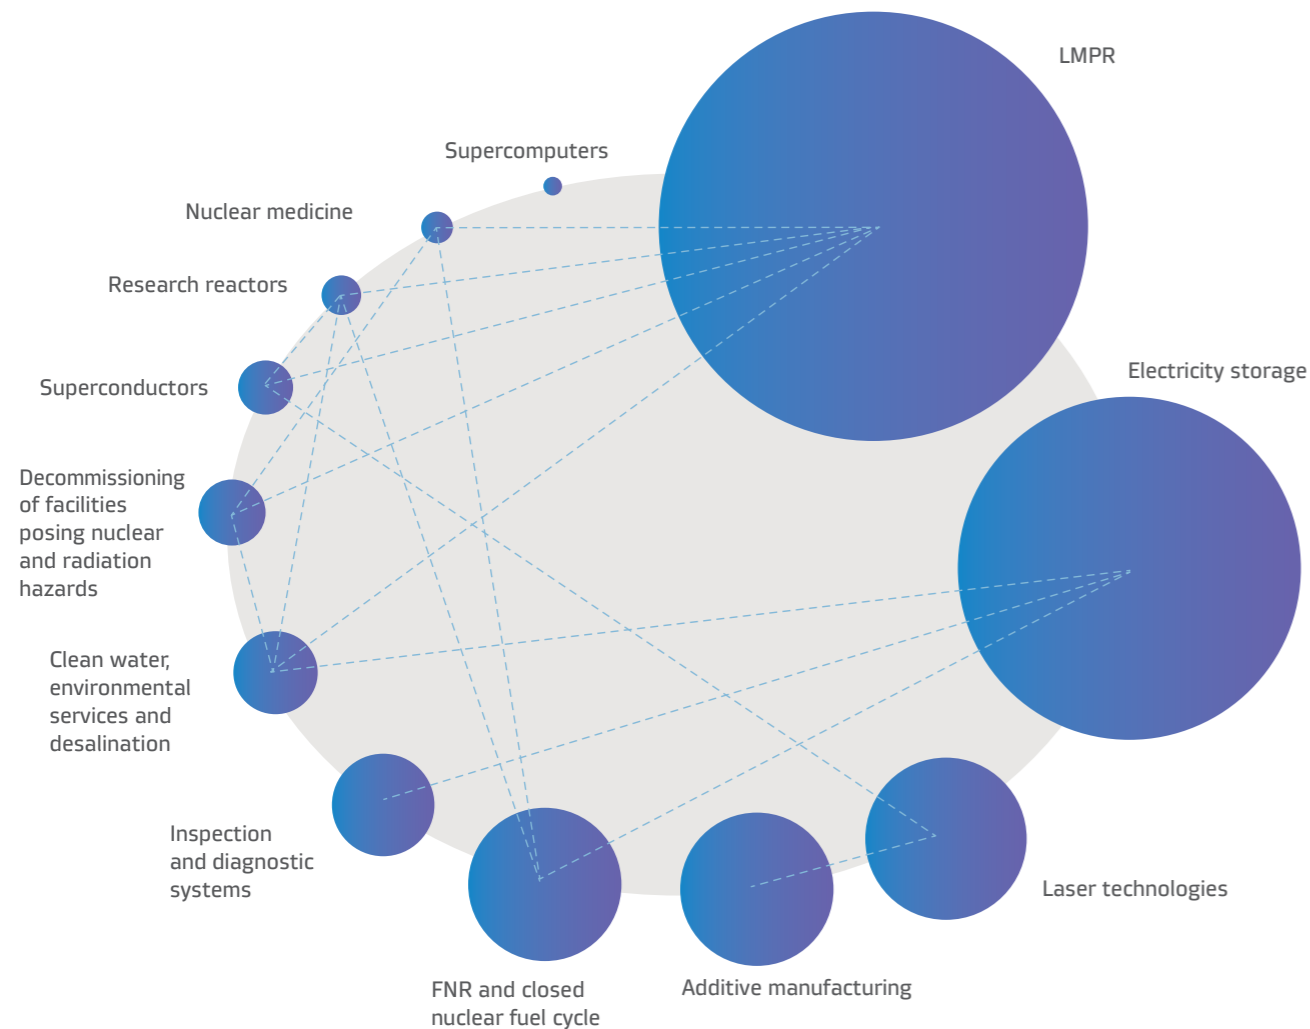 LMPR
Supercomputers
Nuclear medicine
Research reactors
Electricity storage
Superconductors
Decommissioning
of facilities
posing nuclear
and radiation
hazards
Clean water,
environmental
services and
desalination
Inspection
and diagnostic
systems
Laser technologies
FNR and closed
nuclear fuel cycle
Additive manufacturing